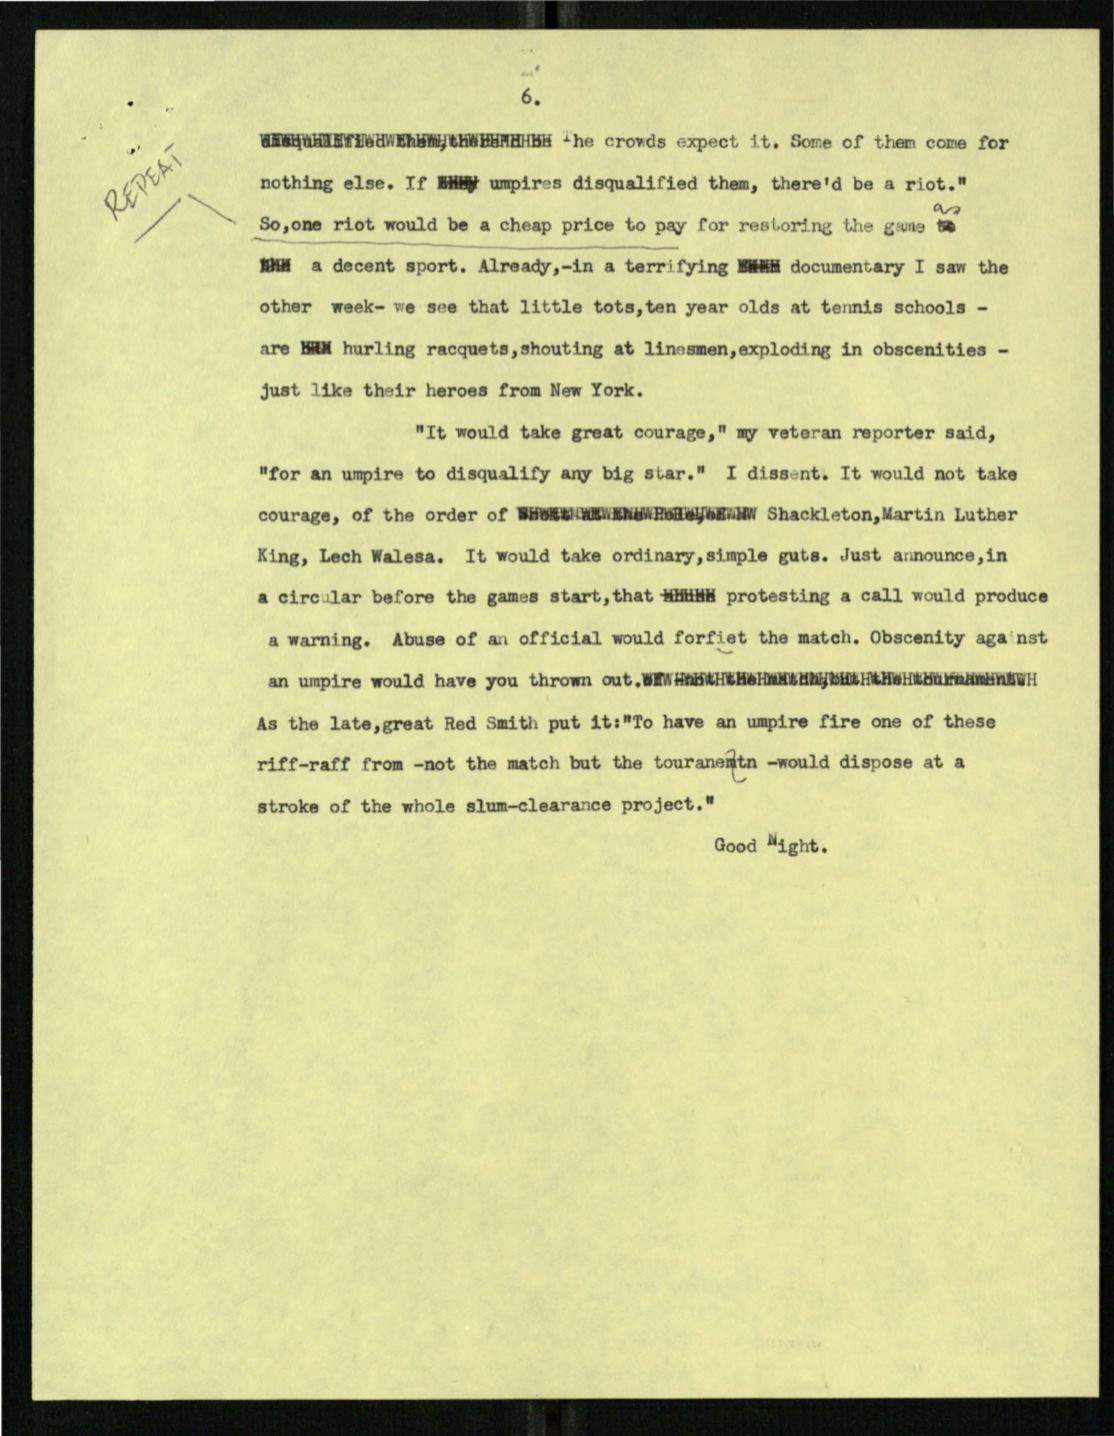 6.
REPEAT
The crowds expect it. Some of them come for
nothing else. If umpires disqualified them, there'd be a riot."
as
So,one riot would be a cheap price to pay for restoring the game to
a decent sport. Already,-in a terrifying documentary I saw the
other week- we see that little tots,ten year olds at tennis schools -
are hurling racquets,shouting at linesmen,exploding in obscenities -
just like their heroes from New York.
"It would take great courage," my veteran reporter said,
"for an umpire to disqualify any big star." I dissent. It would not take
courage, of the order of Shackleton,Martin Luther
King, Lech Walesa. It would take ordinary,simple guts. Just announce,in
a circular before the games start,that protesting a call would produce
a warning. Abuse of an official would forfiet the match. Obscenity against
an umpire would have you thrown out.
As the late,great Red Smith put it:"To have an umpire fire one of these
riff-raff from -not the match but the touranemtn -would dispose at a
stroke of the whole slum-clearance project."
Good Night.